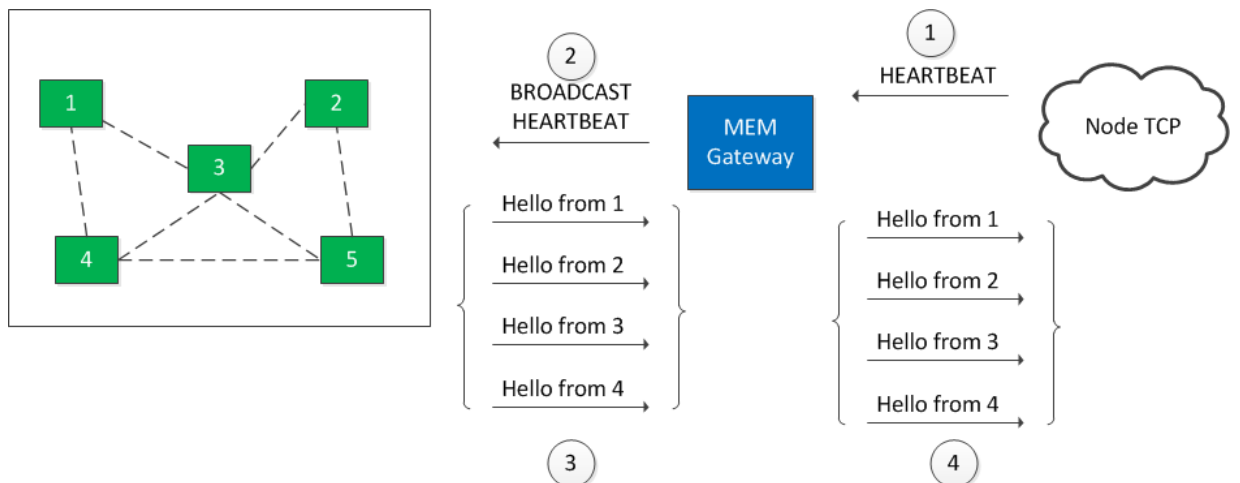 1
2
3
4
5
2
BROADCAST
HEARTBEAT
Hello from 1
Hello from 2
Hello from 3
Hello from 4
3
MEM
Gateway
1
HEARTBEAT
Node TCP
Hello from 1
Hello from 2
Hello from 3
Hello from 4
4